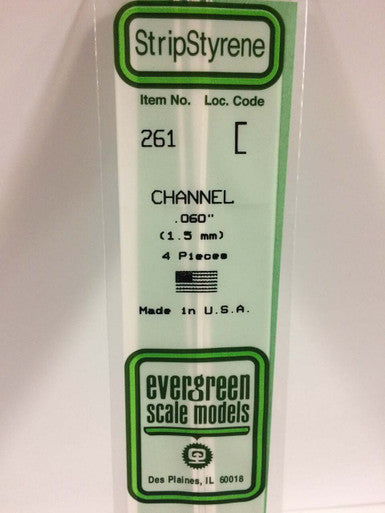 StripStyrene
Item No. Loc. Code
261
CHANNEL
.060"
(1.5 mm)
4 Pieces
Made in U.S.A.
evergreen
scale models
Des Plaines, IL 60018